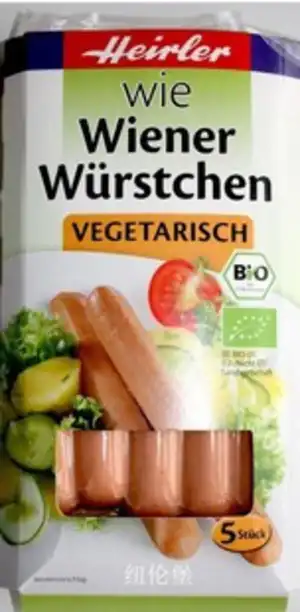 Heirler
wie
Wiener
Würstchen
VEGETARISCH
BiO
5 Stück
纽伦堡